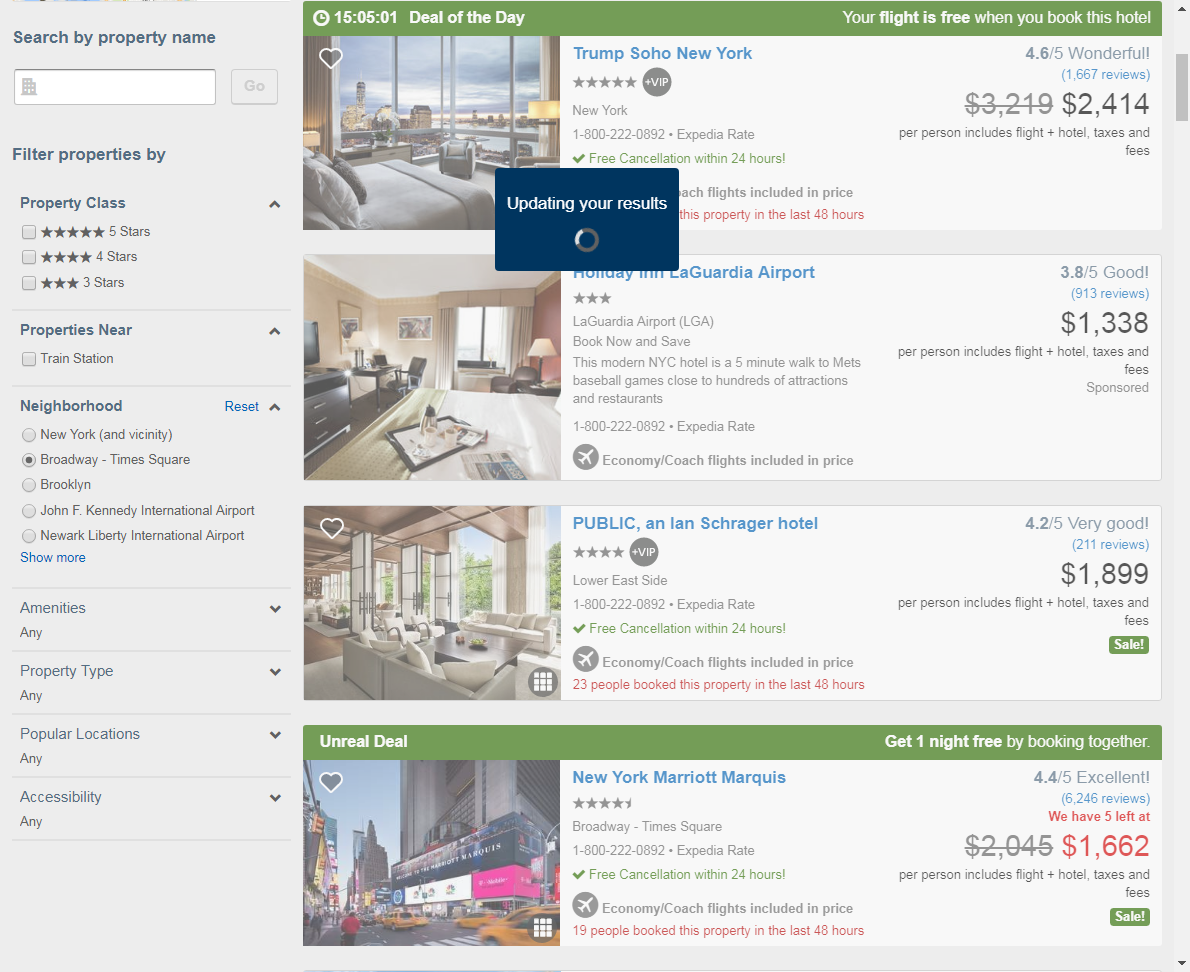 Search by property name
Go
Filter properties by
Property Class
5 Stars
4 Stars
3 Stars
Properties Near
Train Station
Neighborhood
Reset
New York (and vicinity)
Broadway - Times Square
Brooklyn
John F. Kennedy International Airport
Newark Liberty International Airport
Show more
Amenities
Any
Property Type
Any
Popular Locations
Any
Accessibility
Any
15:05:01 Deal of the Day
Your flight is free when you book this hotel
Trump Soho New York
+VIP
New York
1-800-222-0892 • Expedia Rate
Free Cancellation within 24 hours!
flights included in price
this property in the last 48 hours
4.6/5 Wonderful!
(1,667 reviews)
$3,219 $2,414
per person includes flight + hotel, taxes and
fees
Updating your results
Holiday Inn LaGuardia Airport
LaGuardia Airport (LGA)
Book Now and Save
This modern NYC hotel is a 5 minute walk to Mets
baseball games close to hundreds of attractions
and restaurants
1-800-222-0892 • Expedia Rate
Economy/Coach flights included in price
3.8/5 Good!
(913 reviews)
$1,338
per person includes flight + hotel, taxes and
fees
Sponsored
PUBLIC, an Ian Schrager hotel
+VIP
Lower East Side
1-800-222-0892 • Expedia Rate
Free Cancellation within 24 hours!
Economy/Coach flights included in price
23 people booked this property in the last 48 hours
4.2/5 Very good!
(211 reviews)
$1,899
per person includes flight + hotel, taxes and
fees
Sale!
Unreal Deal
Get 1 night free by booking together.
New York Marriott Marquis
Broadway - Times Square
1-800-222-0892 • Expedia Rate
Free Cancellation within 24 hours!
Economy/Coach flights included in price
19 people booked this property in the last 48 hours
4.4/5 Excellent!
(6,246 reviews)
We have 5 left at
$2,045 $1,662
per person includes flight + hotel, taxes and
fees
Sale!
WELCOME TO THE MARRIOTT MARQUIS